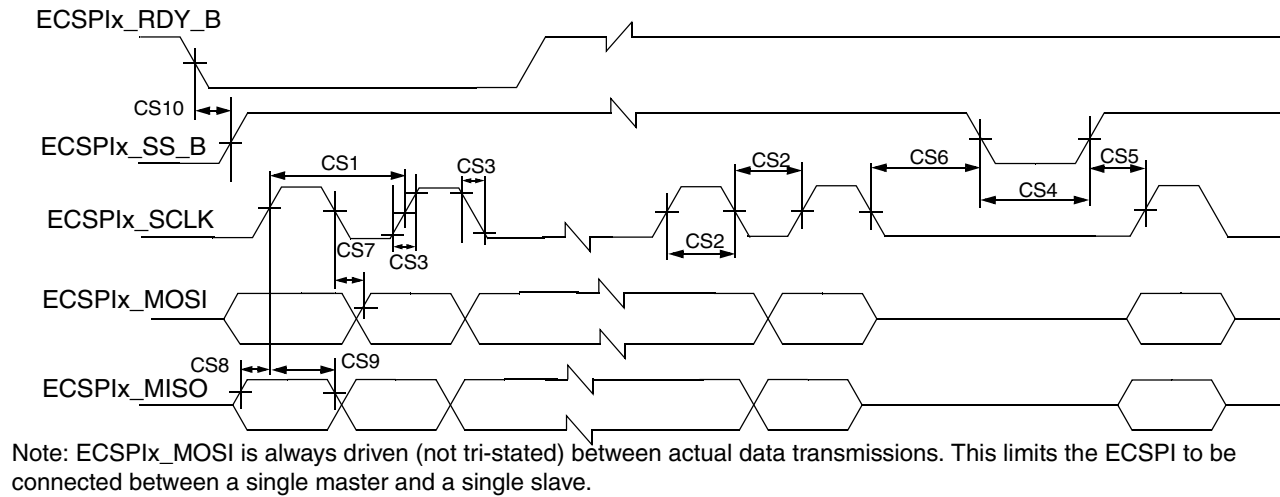 ECSPIx_RDY_B
CS10
ECSPIx_SS_B
CS1
CS3
CS2
CS6
CS5
CS4
ECSPIx_SCLK
CS7
CS3
CS2
ECSPIx_MOSI
CS8
CS9
ECSPIx_MISO
Note: ECSPIx_MOSI is always driven (not tri-stated) between actual data transmissions. This limits the ECSPI to be
connected between a single master and a single slave.